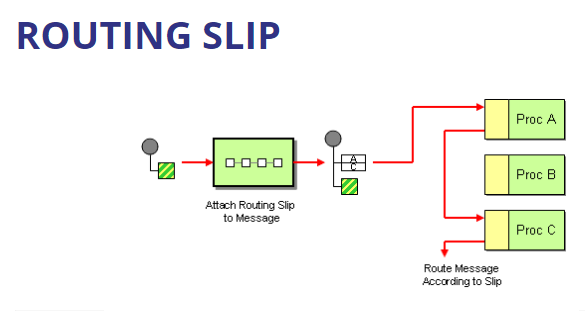 ROUTING SLIP
Proc A
A
C
Proc B
Attach Routing Slip
to Message
Proc C
Route Message
According to Slip